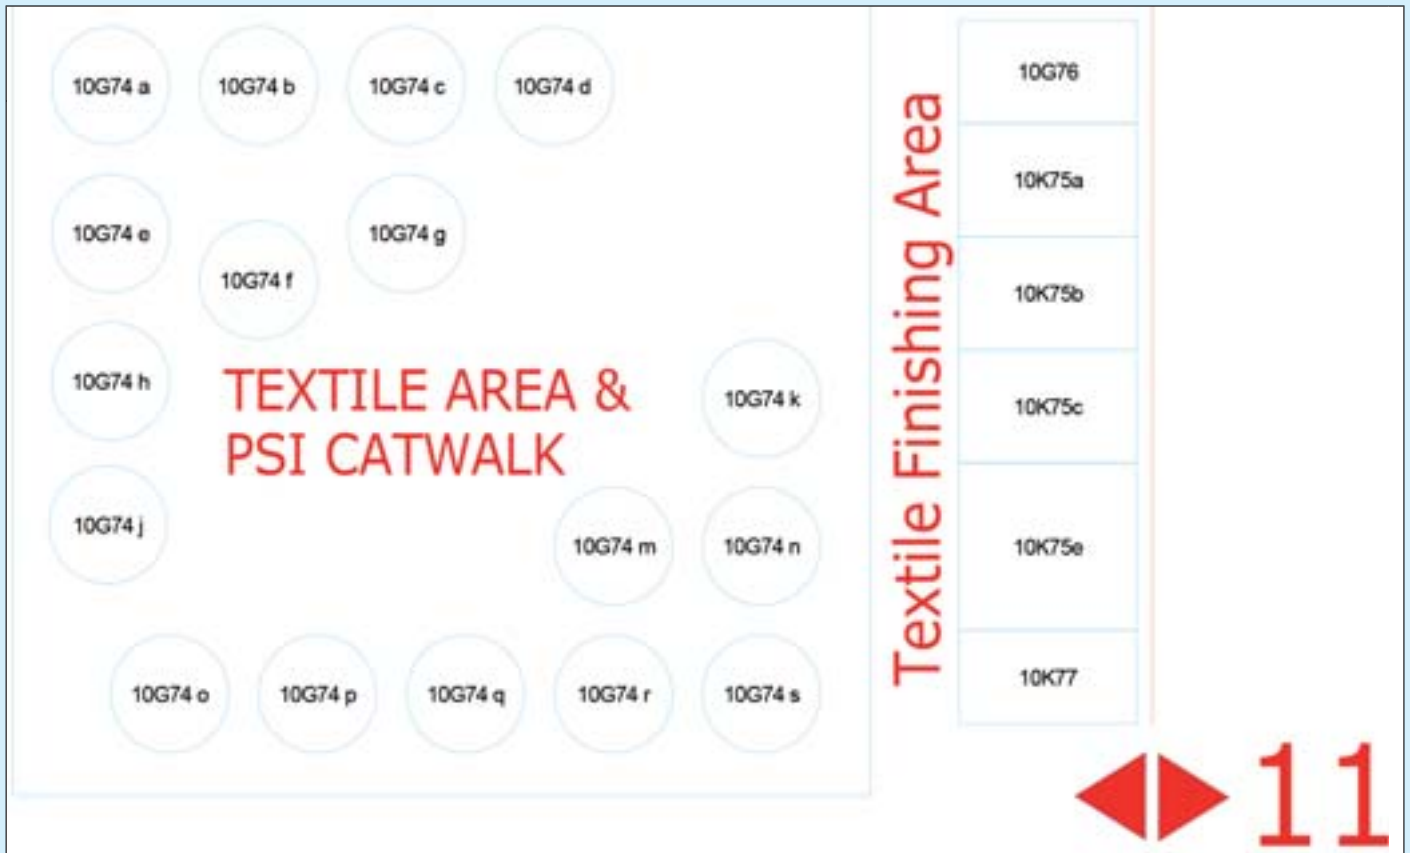 10G74 a
10G74 b
10G74 c
10G74 d
10G74 e
10G74 f
10G74 g
10G74 h
TEXTILE AREA &
PSI CATWALK
10G74 j
10G74 k
10G74 m
10G74 n
10G74 o
10G74 p
10G74 q
10G74 r
10G74 s
Textile Finishing Area
10G76
10K75a
10K75b
10K75c
10K75e
10K77
11